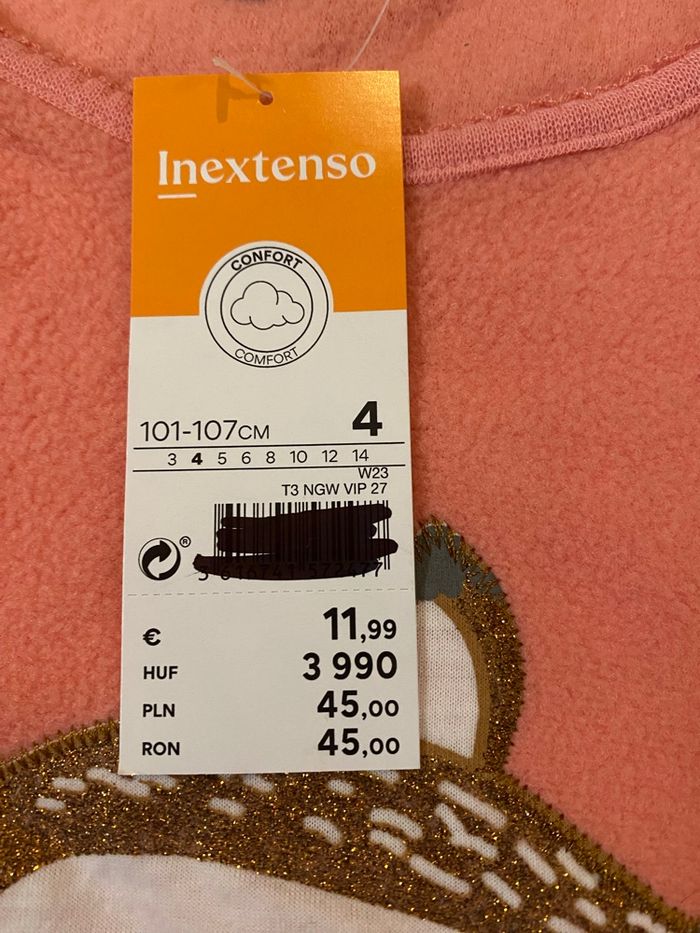 Inextenso
CONFORT
COMFORT
101-107CM 4
3 4 5 6 8 10 12 14
W23
T3 NGW VIP 27
®
€ 11,99
HUF 3 990
PLN 45,00
RON 45,00